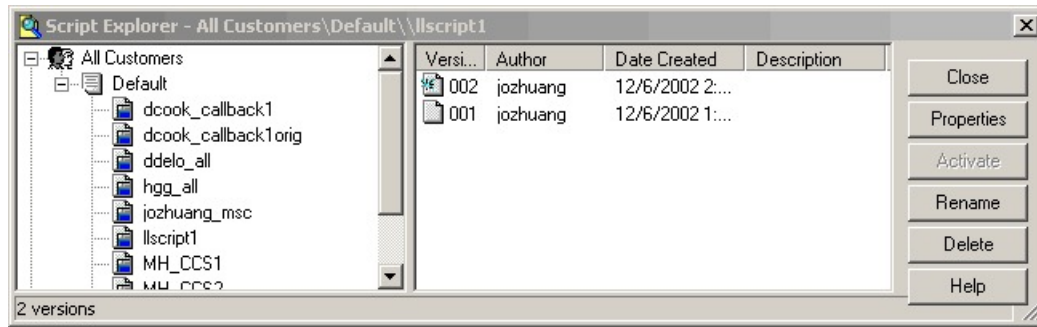 Script Explorer - All Customers\Default\\llscript1
All Customers
Default
dcook_callback1
dcook_callback1orig
ddelo_all
hgg_all
jozhuang_msc
llscript1
MH_CCS1
MH_CCS2
Versi... Author Date Created Description
002 jozhuang 12/6/2002 2:...
001 jozhuang 12/6/2002 1:...
Close
Properties
Activate
Rename
Delete
Help
2 versions